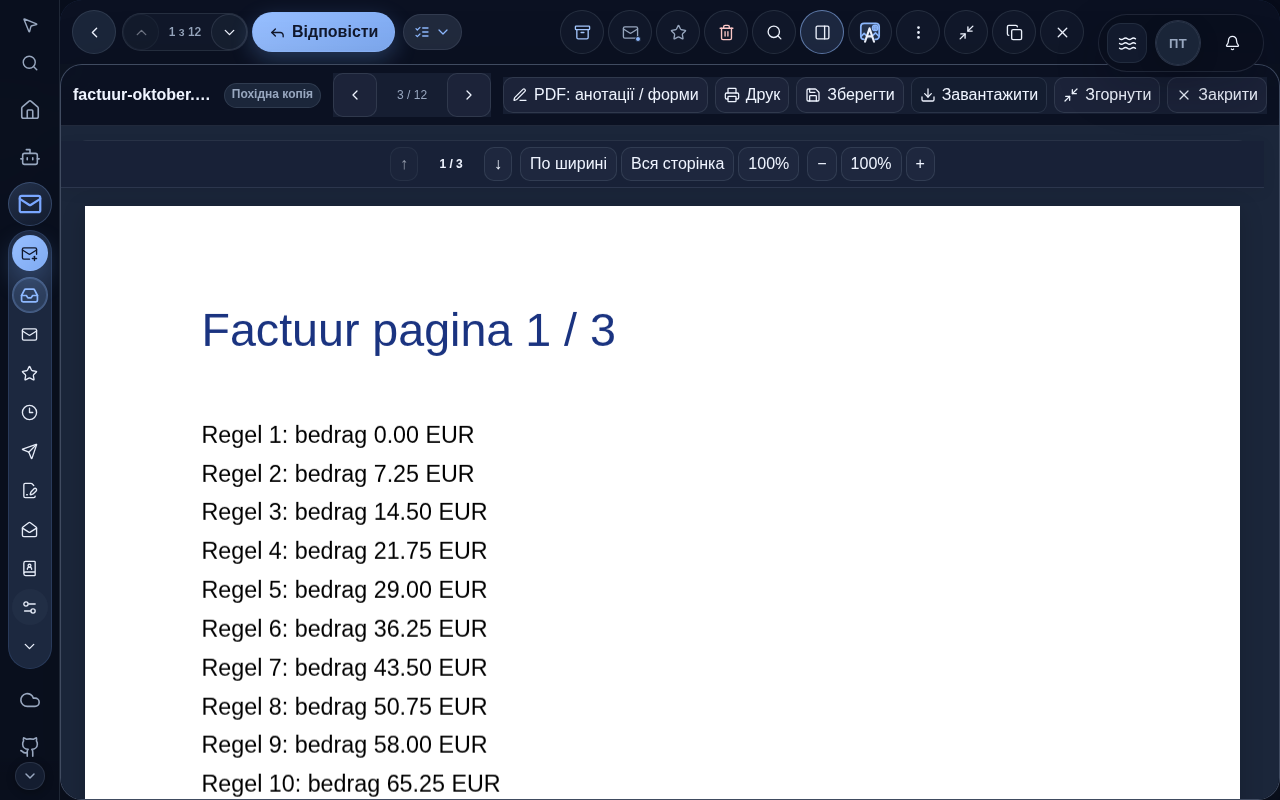 1 з 12
Відповісти
ПТ
factuur-oktober.…
Похідна копія
3 / 12
PDF: анотації / форми
Друк
Зберегти
Завантажити
Згорнути
Закрити
↑
1 / 3
↓
По ширині
Вся сторінка
100%
−
100%
+
Factuur pagina 1 / 3
Regel 1: bedrag 0.00 EUR
Regel 2: bedrag 7.25 EUR
Regel 3: bedrag 14.50 EUR
Regel 4: bedrag 21.75 EUR
Regel 5: bedrag 29.00 EUR
Regel 6: bedrag 36.25 EUR
Regel 7: bedrag 43.50 EUR
Regel 8: bedrag 50.75 EUR
Regel 9: bedrag 58.00 EUR
Regel 10: bedrag 65.25 EUR